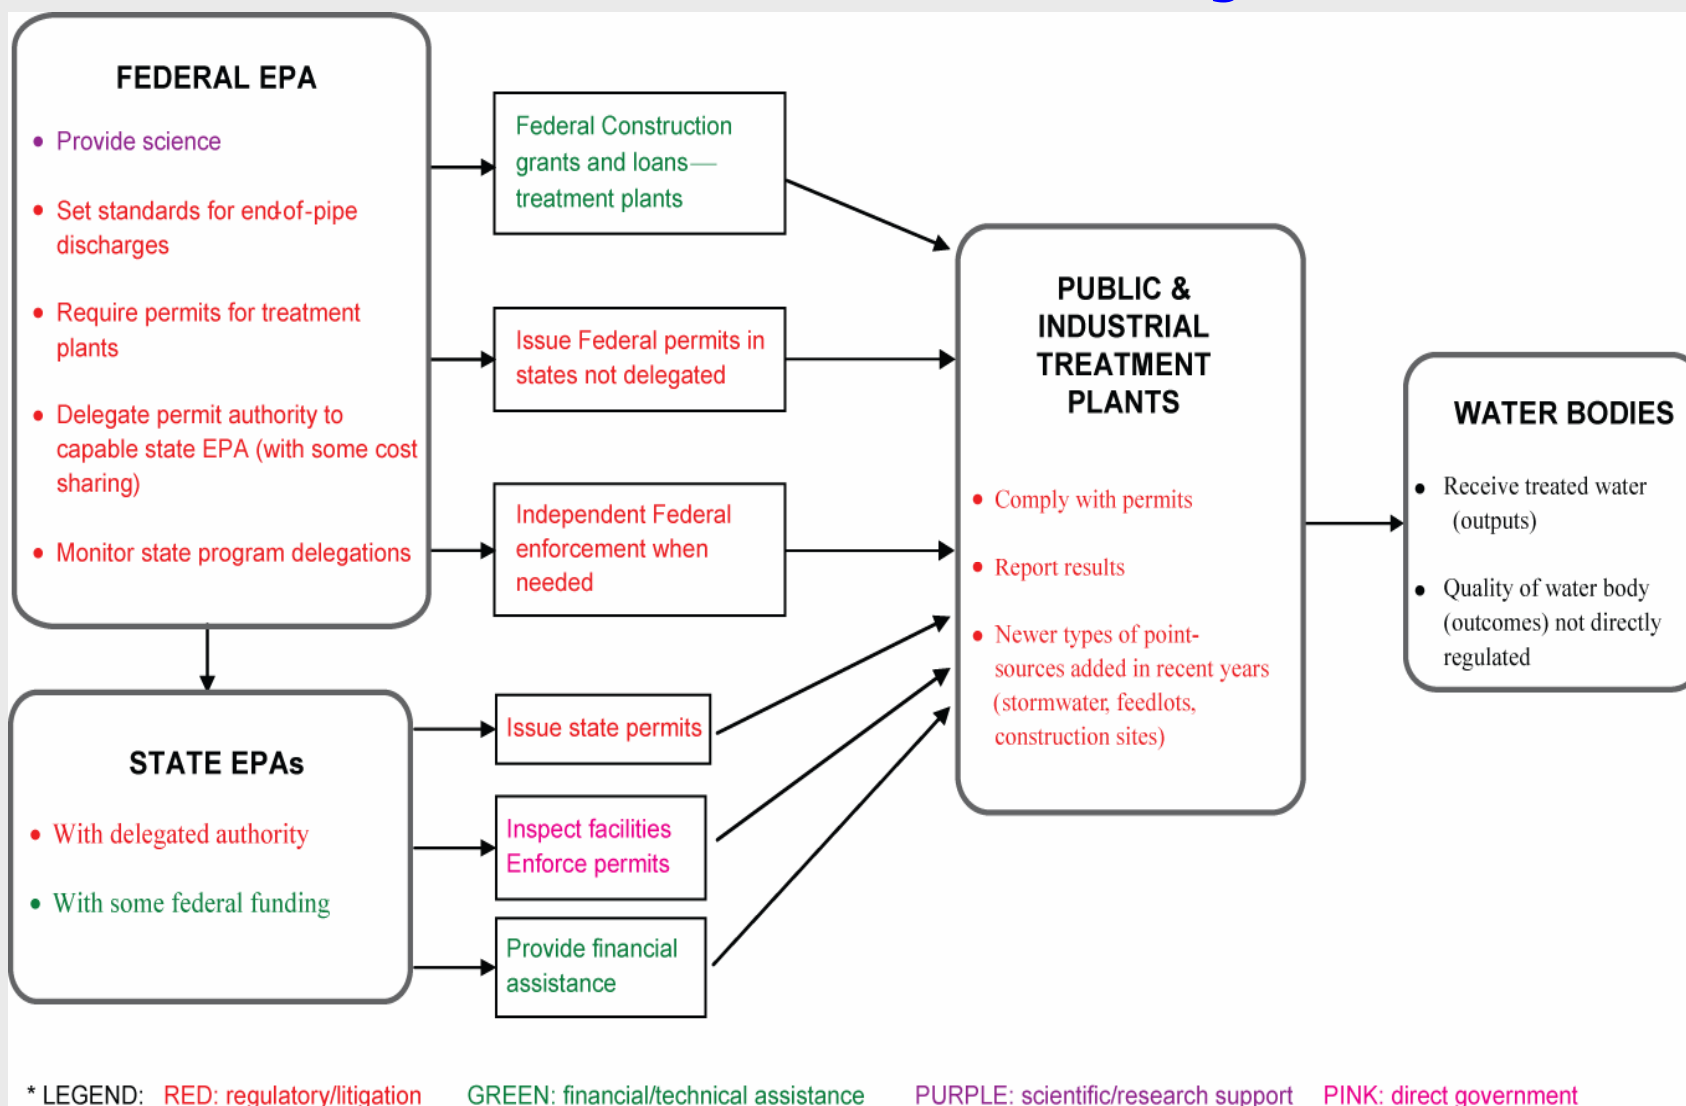 FEDERAL EPA
• Provide science
• Set standards for end-of-pipe
discharges
• Require permits for treatment
plants
• Delegate permit authority to
capable state EPA (with some cost
sharing)
• Monitor state program delegations
Federal Construction
grants and loans—
treatment plants
Issue Federal permits in
states not delegated
Independent Federal
enforcement when
needed
STATE EPAs
• With delegated authority
• With some federal funding
Issue state permits
Inspect facilities
Enforce permits
Provide financial
assistance
PUBLIC &
INDUSTRIAL
TREATMENT
PLANTS
• Comply with permits
• Report results
• Newer types of point-
sources added in recent years
(stormwater, feedlots,
construction sites)
WATER BODIES
• Receive treated water
(outputs)
• Quality of water body
(outcomes) not directly
regulated
* LEGEND: RED: regulatory/litigation GREEN: financial/technical assistance PURPLE: scientific/research support PINK: direct government